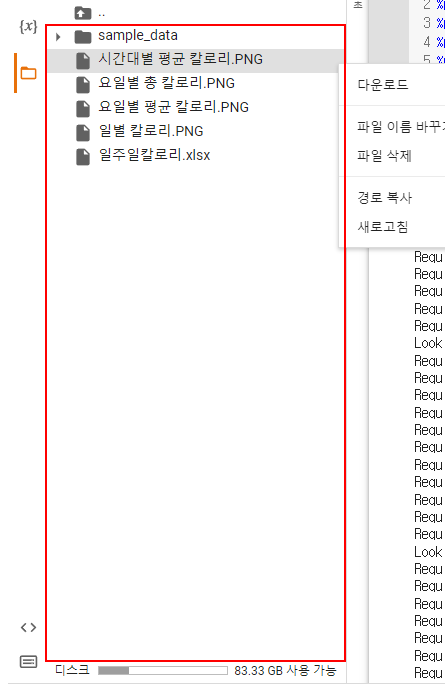 {x}
..
sample_data
시간대별 평균 칼로리.PNG
요일별 총 칼로리.PNG
요일별 평균 칼로리.PNG
일별 칼로리.PNG
일주일칼로리.xlsx
디스크
83.33 GB 사용 가능
초
2 %
3 %
4 %
5 %
다운로드
파일 이름 바꾸
파일 삭제
경로 복사
새로고침
Requ
Requ
Requ
Requ
Requ
Look
Requ
Requ
Requ
Requ
Requ
Requ
Requ
Requ
Requ
Requ
Requ
Look
Requ
Requ
Requ
Requ
Requ
Requ
Requ